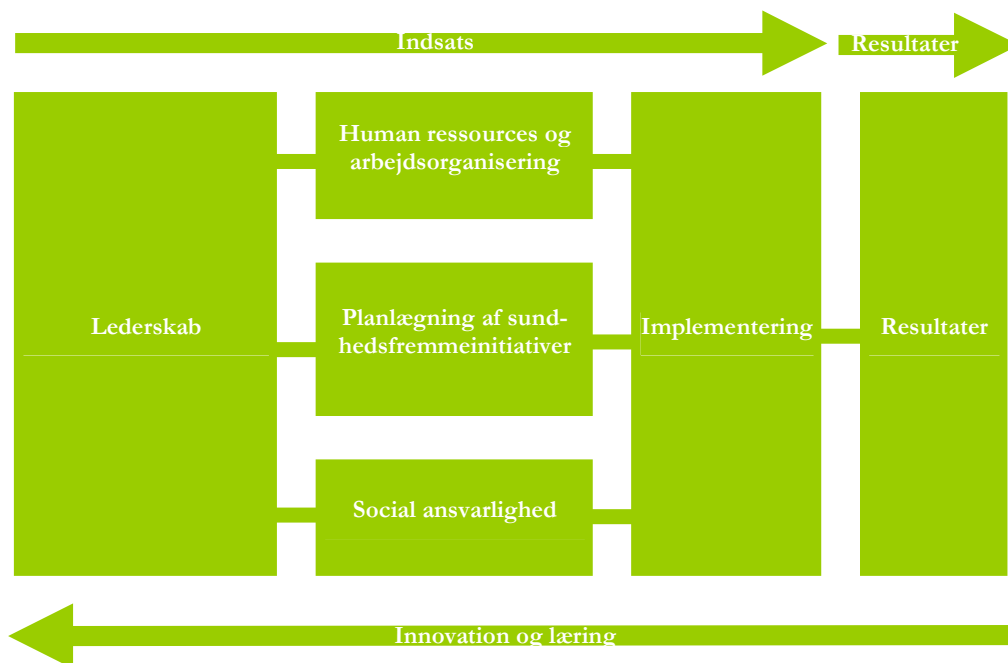 Indsats
Resultater
Human ressources og
arbejdsorganisering
Lederskab
Planlægning af sund-
hedsfremmeinitiativer
Implementering
Resultater
Social ansvarlighed
Innovation og læring